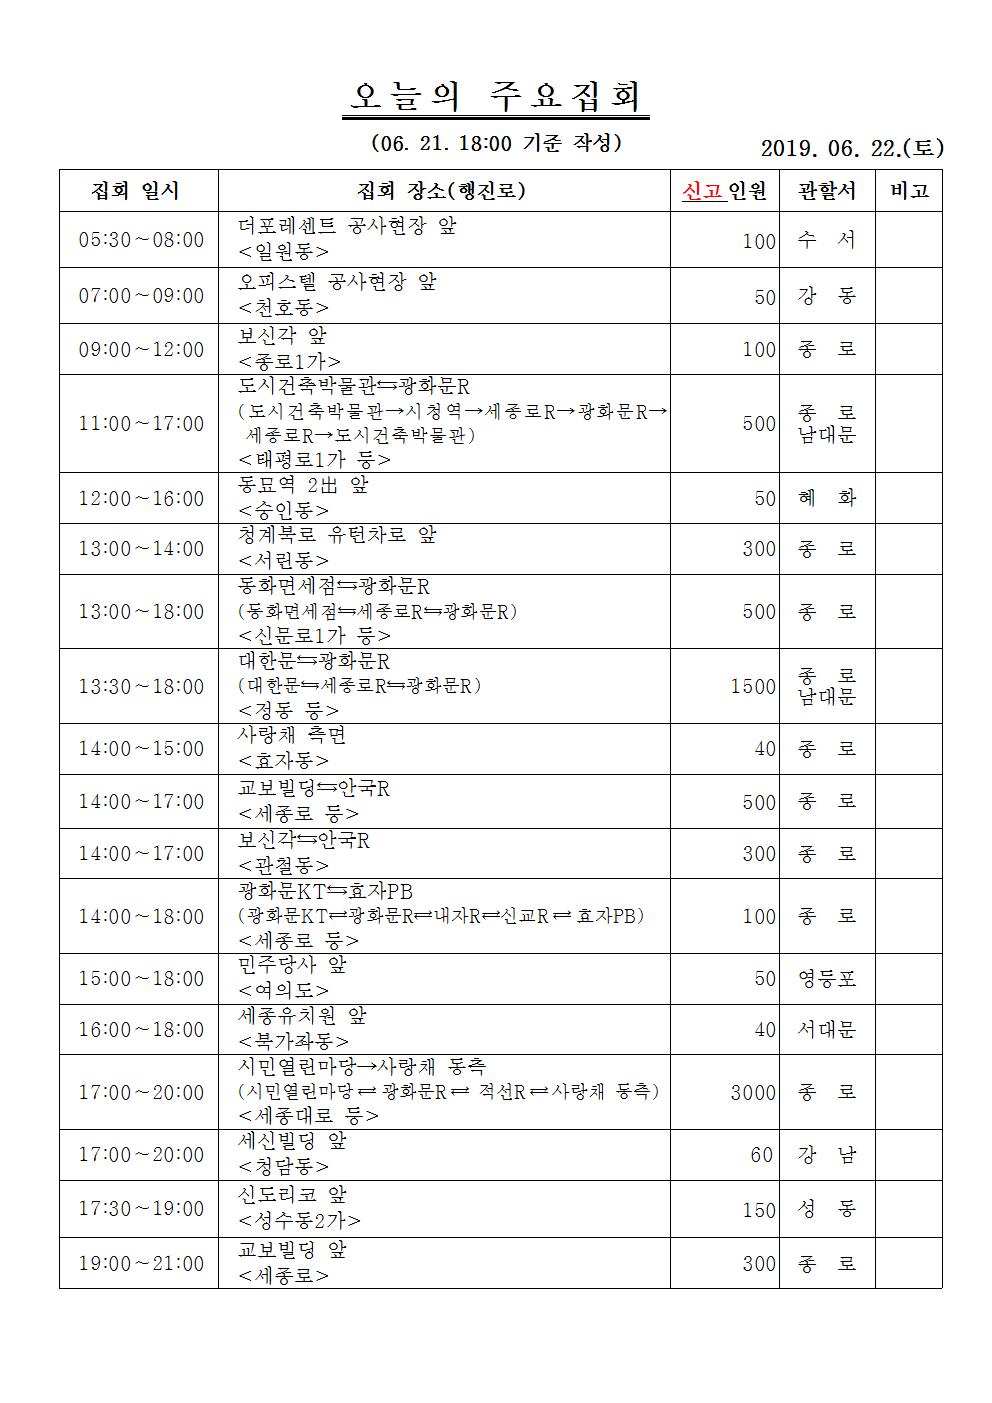 오늘의 주요집회
(06. 21. 18:00 기준 작성)
2019. 06. 22.(토)
집회 일시 집회 장소(행진로) 신고인원 관할서 비고
05:30~08:00 더포레센트 공사현장 앞 100 수 서
<일원동>
07:00~09:00 오피스텔 공사현장 앞 50 강 동
<천호동>
09:00~12:00 보신각 앞 100 종 로
<종로1가>
11:00~17:00 도시건축박물관⇆광화문R 500 종 로
(도시건축박물관→시청역→세종로R→광화문R→ 남대문
세종로R→도시건축박물관)
<태평로1가 등>
12:00~16:00 동묘역 2出 앞 50 혜 화
<숭인동>
13:00~14:00 청계북로 유턴차로 앞 300 종 로
<서린동>
13:00~18:00 동화면세점⇆광화문R 500 종 로
(동화면세점⇆세종로R⇆광화문R)
<신문로1가 등>
13:30~18:00 대한문⇆광화문R 1500 종 로
(대한문⇆세종로R⇆광화문R) 남대문
<정동 등>
14:00~15:00 사랑채 측면 40 종 로
<효자동>
14:00~17:00 교보빌딩⇆안국R 500 종 로
<세종로 등>
14:00~17:00 보신각⇆안국R 300 종 로
<관철동>
14:00~18:00 광화문KT⇆효자PB 100 종 로
(광화문KT⇄광화문R⇄내자R⇄신교R⇄효자PB)
<세종로 등>
15:00~18:00 민주당사 앞 50 영등포
<여의도>
16:00~18:00 세종유치원 앞 40 서대문
<북가좌동>
17:00~20:00 시민열린마당→사랑채 동측 3000 종 로
(시민열린마당⇄광화문R⇄ 적선R⇄사랑채 동측)
<세종대로 등>
17:00~20:00 세신빌딩 앞 60 강 남
<청담동>
17:30~19:00 신도리코 앞 150 성 동
<성수동2가>
19:00~21:00 교보빌딩 앞 300 종 로
<세종로>